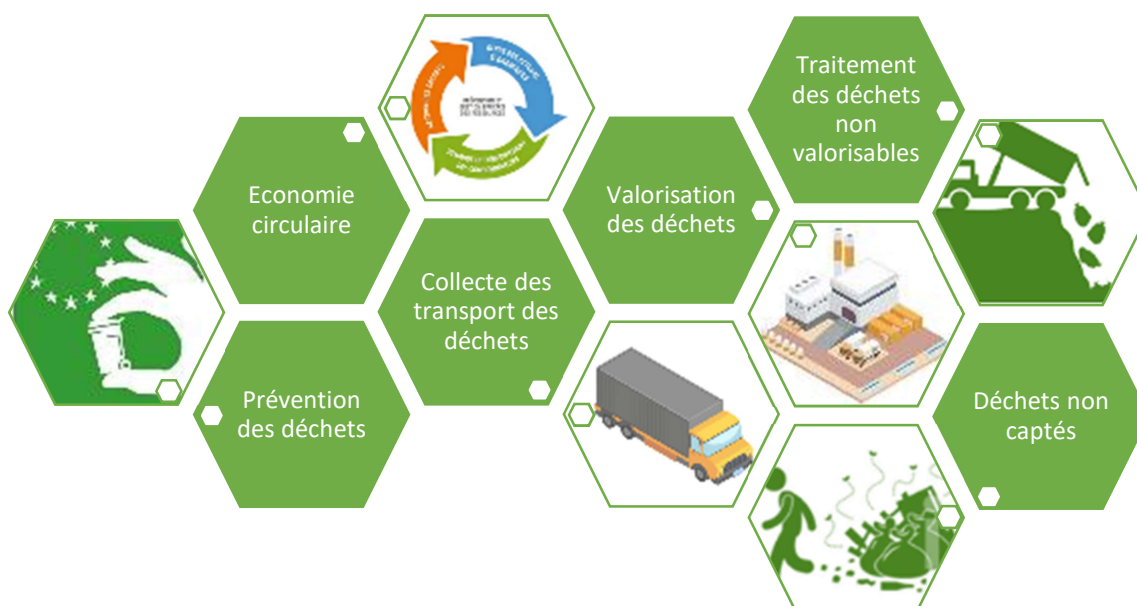 Economie
circulaire
Prévention
des déchets
Collecte des
transport des
déchets
Valorisation
des déchets
Traitement
des déchets
non
valorisables
Déchets non
captés